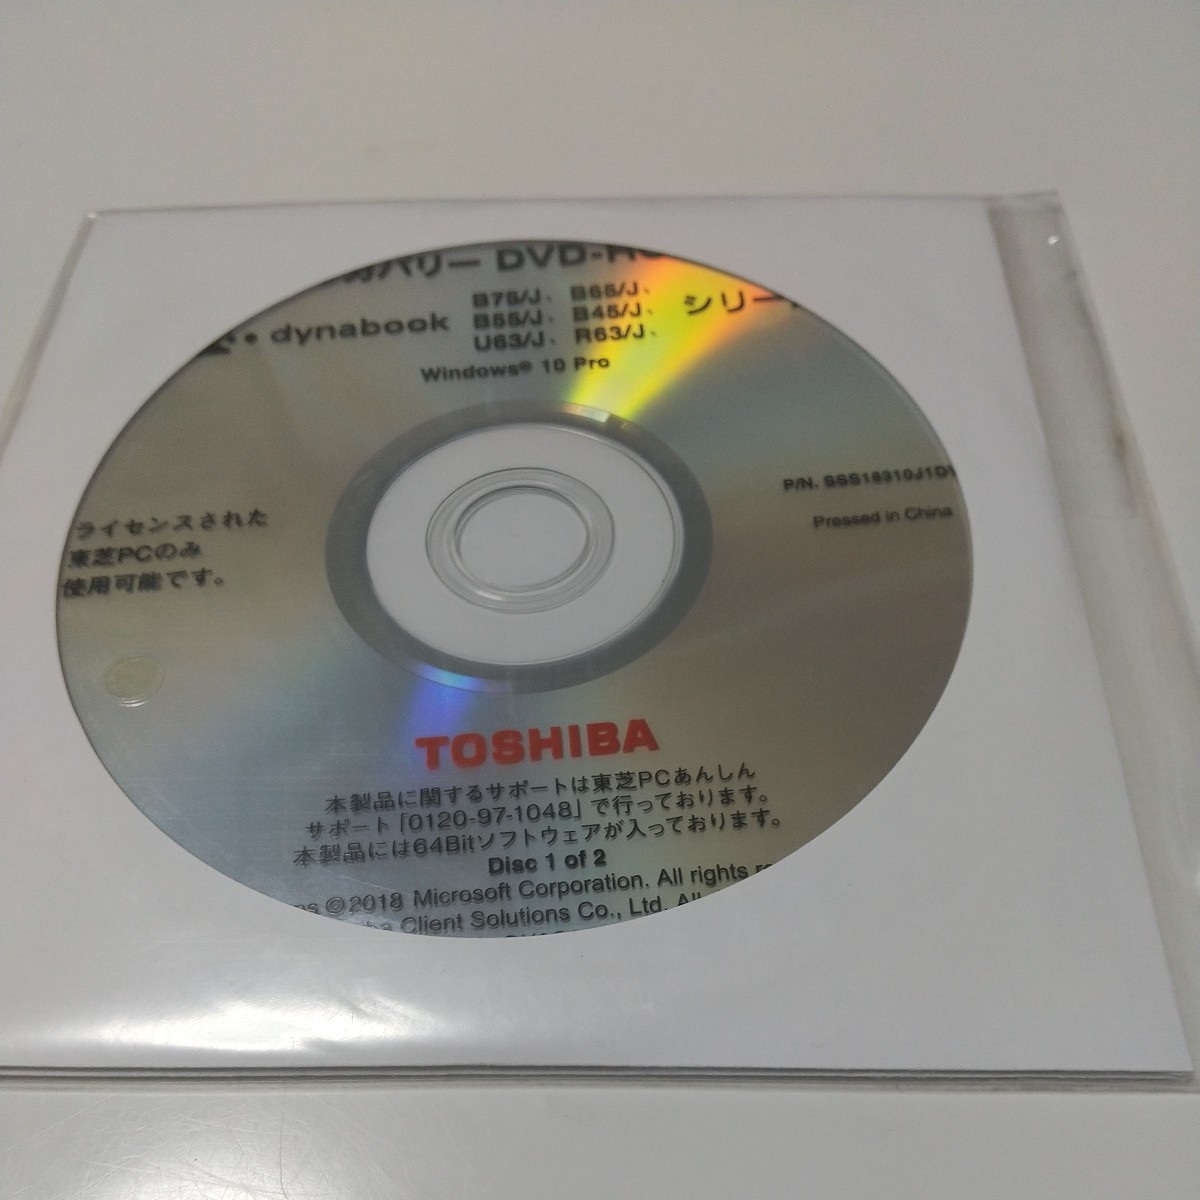 カバリー DVD-RO
dynabook B75/J、B65/J、
B55/J、B45/J、シリーズ
U63/J、R63/J、
Windows® 10 Pro
P/N. SSS18310J1DV
Pressed in China
ライセンスされた
東芝PCのみ
使用可能です。
TOSHIBA
本製品に関するサポートは東芝PCあんしん
サポート「0120-97-1048」で行っております。
本製品には64Bitソフトウェアが入っております。
Disc 1 of 2
©2018 Microsoft Corporation. All rights
Client Solutions Co., Ltd.